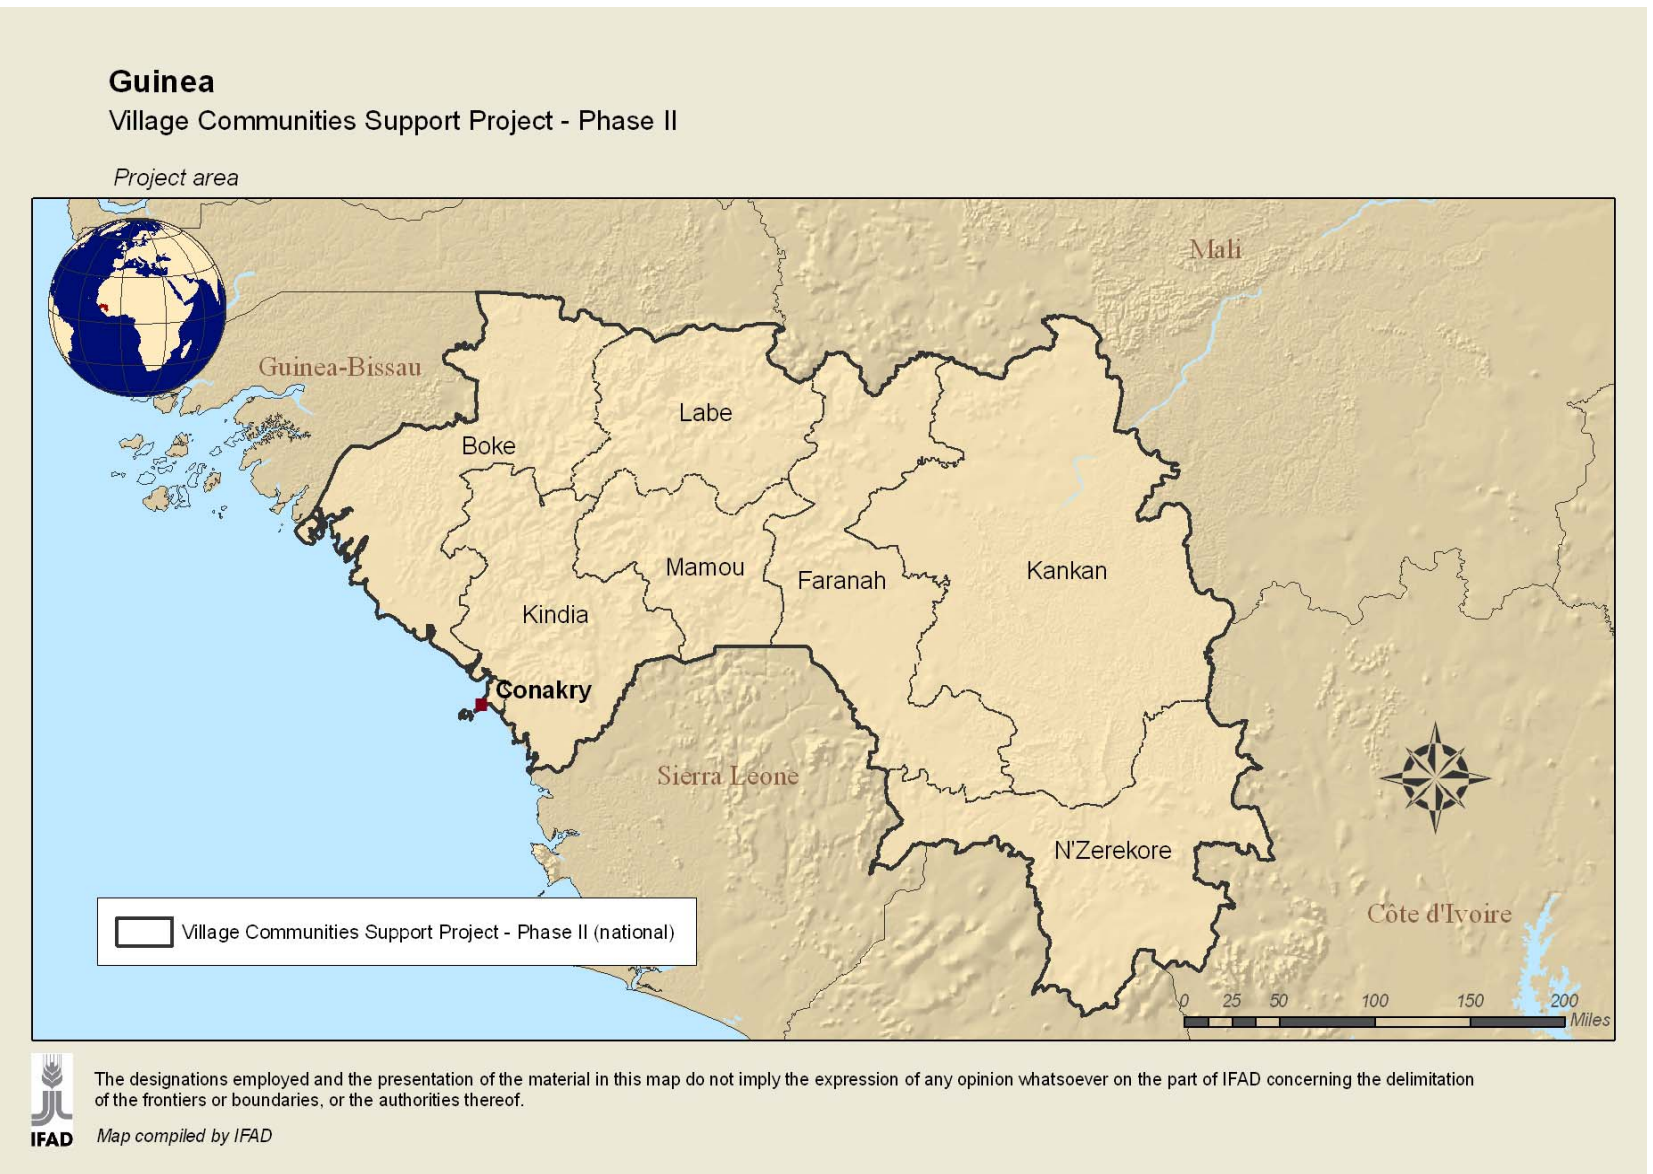 Guinea
Village Communities Support Project - Phase II
Project area
Mali
Guinea-Bissau
Labe
Boke
Mamou
Faranah
Kankan
Kindia
Conakry
Sierra Leone
N'Zerekore
Côte d'Ivoire
Village Communities Support Project - Phase II (national)
0 25 50 100 150 200
Miles
The designations employed and the presentation of the material in this map do not imply the expression of any opinion whatsoever on the part of IFAD concerning the delimitation
of the frontiers or boundaries, or the authorities thereof.
IFAD
Map compiled by IFAD